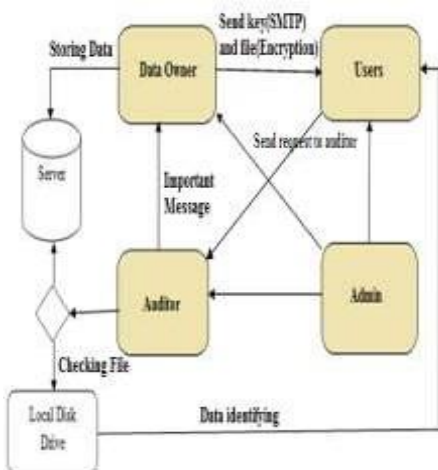 Send key(SMTP)
and file(Encryption)
Storing Data
Data Owner
Users
Send request to auditor
Server
Important
Message
Auditor
Admin
Checking File
Local Disk
Drive
Data identifying